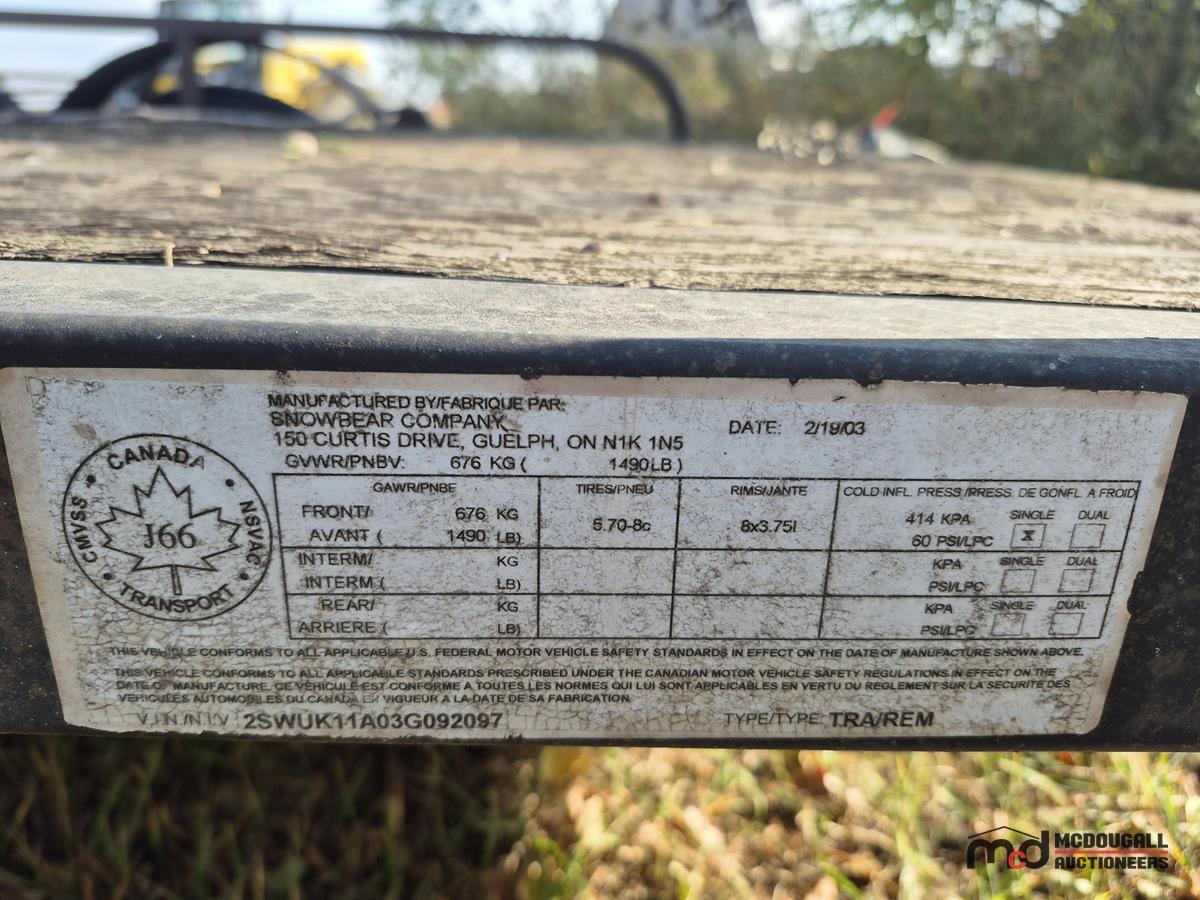 MANUFACTURED BY/FABRIQUE PAR:
SNOWBEAR COMPANY
150 CURTIS DRIVE, GUELPH, ON N1K 1N5
DATE: 2/19/03
GVWR/PNBV: 676 KG ( 1490LB )
CANADA
CMVSS
NSVAC
J66
TRANSPORT
GAWR/PNBE TIRES/PNEU RIMS/JANTE COLD INFL. PRESS./PRESS. DE GONFL. A FROID
FRONT/ 676 KG 5.70-8c 8x3.75I 414 KPA SINGLE DUAL
AVANT ( 1490 LB) 60 PSI/LPC X
INTERM/ KG KPA SINGLE DUAL
INTERM ( LB) PSI/LPC
REAR/ KG KPA SINGLE DUAL
ARRIERE ( LB) PSI/LPC
THIS VEHICLE CONFORMS TO ALL APPLICABLE U.S. FEDERAL MOTOR VEHICLE SAFETY STANDARDS IN EFFECT ON THE DATE OF MANUFACTURE SHOWN ABOVE.
THIS VEHICLE CONFORMS TO ALL APPLICABLE STANDARDS PRESCRIBED UNDER THE CANADIAN MOTOR VEHICLE SAFETY REGULATIONS IN EFFECT ON THE
DATE OF MANUFACTURE. CE VÉHICULE EST CONFORME A TOUTES LES NORMES QUI LUI SONT APPLICABLES EN VERTU DU REGLEMENT SUR LA SECURITE DES
VEHICULES AUTOMOBILES DU CANADA EN VIGUEUR A LA DATE DE SA FABRICATION.
V.I.N./N.I.V. 2SWUK11A03G092097 TYPE/TYPE: TRA/REM
mcd MCDOUGALL
AUCTIONEERS